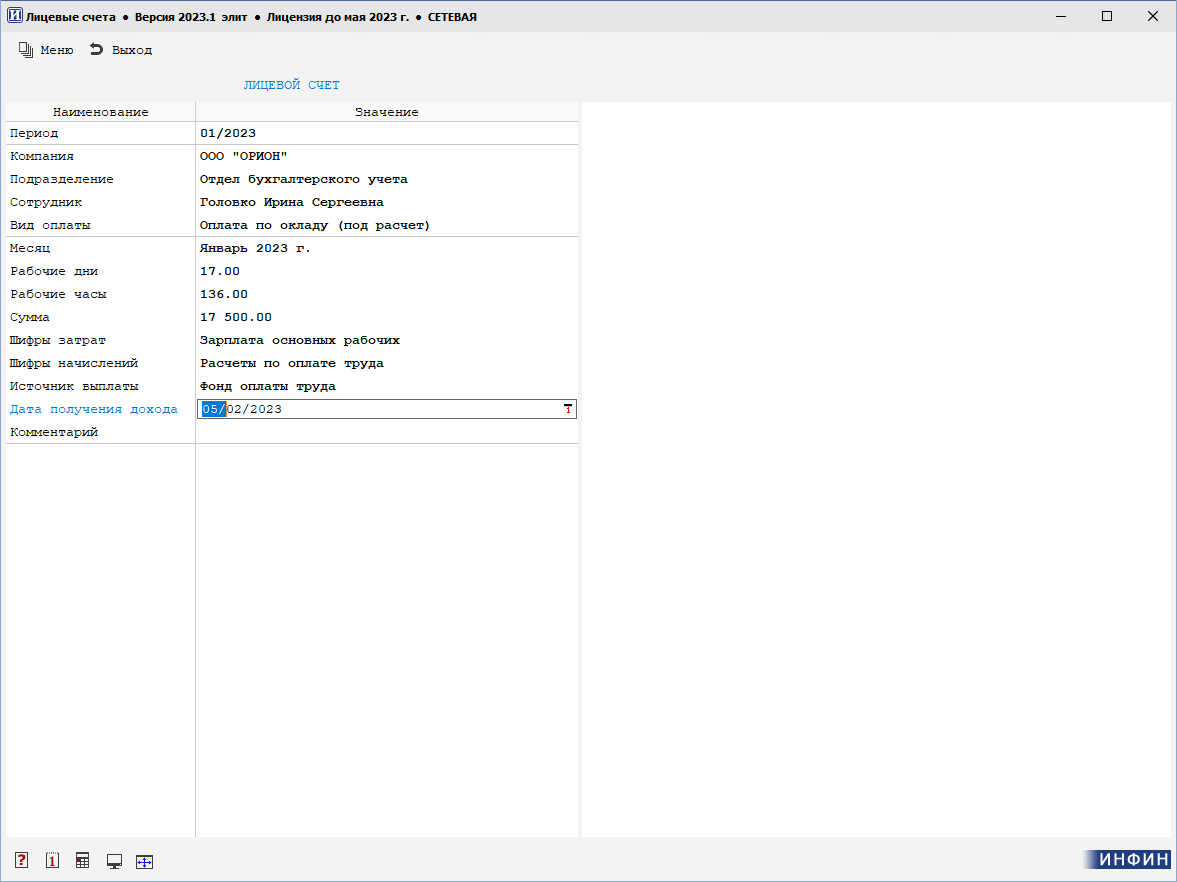 Лицевые счета ● Версия 2023.1 элит ● Лицензия до мая 2023 г. ● СЕТЕВАЯ
Меню Выход
ЛИЦЕВОЙ СЧЕТ
Наименование Значение
Период 01/2023
Компания ООО "ОРИОН"
Подразделение Отдел бухгалтерского учета
Сотрудник Головко Ирина Сергеевна
Вид оплаты Оплата по окладу (под расчет)
Месяц Январь 2023 г.
Рабочие дни 17.00
Рабочие часы 136.00
Сумма 17 500.00
Шифры затрат Зарплата основных рабочих
Шифры начислений Расчеты по оплате труда
Источник выплаты Фонд оплаты труда
Дата получения дохода 05/02/2023
Комментарий
ИНФИН